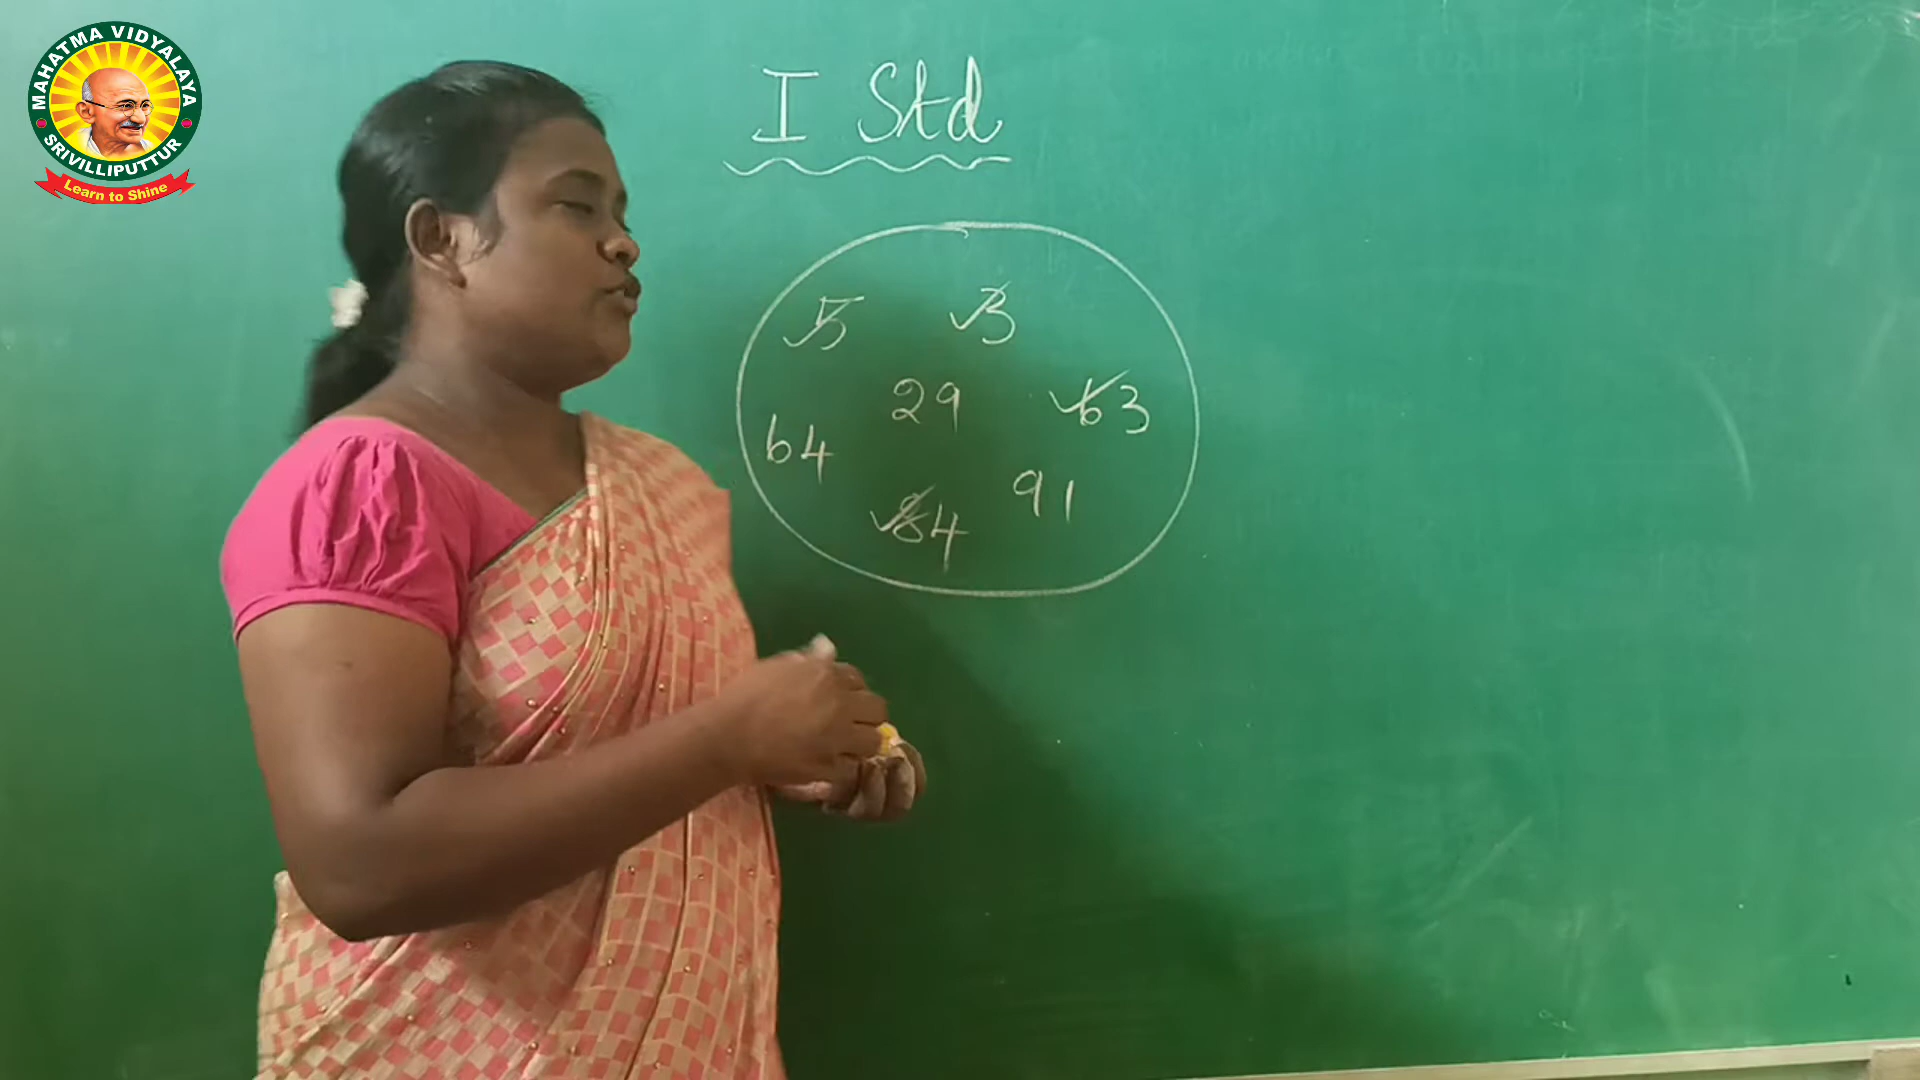 MAHATMA VIDYALAYA
SRIVILLIPUTTUR
Learn to Shine
I Std
5 3
29 63
64
91
84